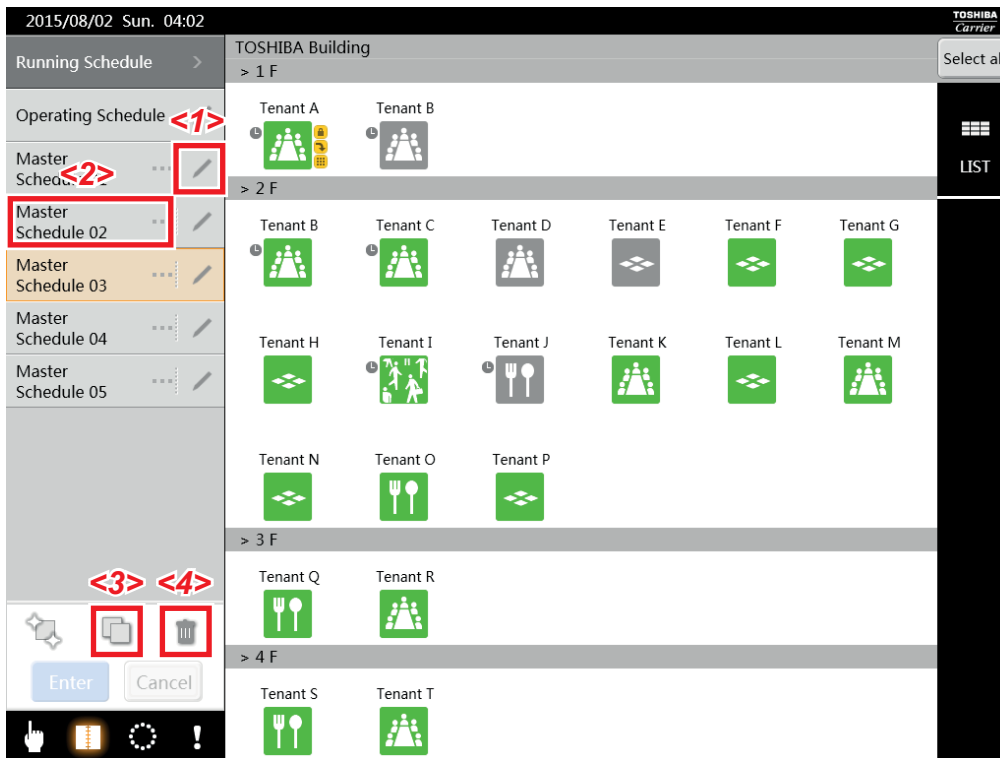 2015/08/02 Sun. 04:02
TOSHIBA
Carrier
Running Schedule >
TOSHIBA Building
Select al
> 1 F
Operating Schedule
<1>
Tenant A Tenant B
Master
<2>
LIST
> 2 F
Master
Schedule 02
Tenant B Tenant C Tenant D Tenant E Tenant F Tenant G
Master
Schedule 03
Master
Schedule 04
Tenant H Tenant I Tenant J Tenant K Tenant L Tenant M
Master
Schedule 05
Tenant N Tenant O Tenant P
> 3 F
<3> <4>
Tenant Q Tenant R
> 4 F
Enter Cancel
Tenant S Tenant T